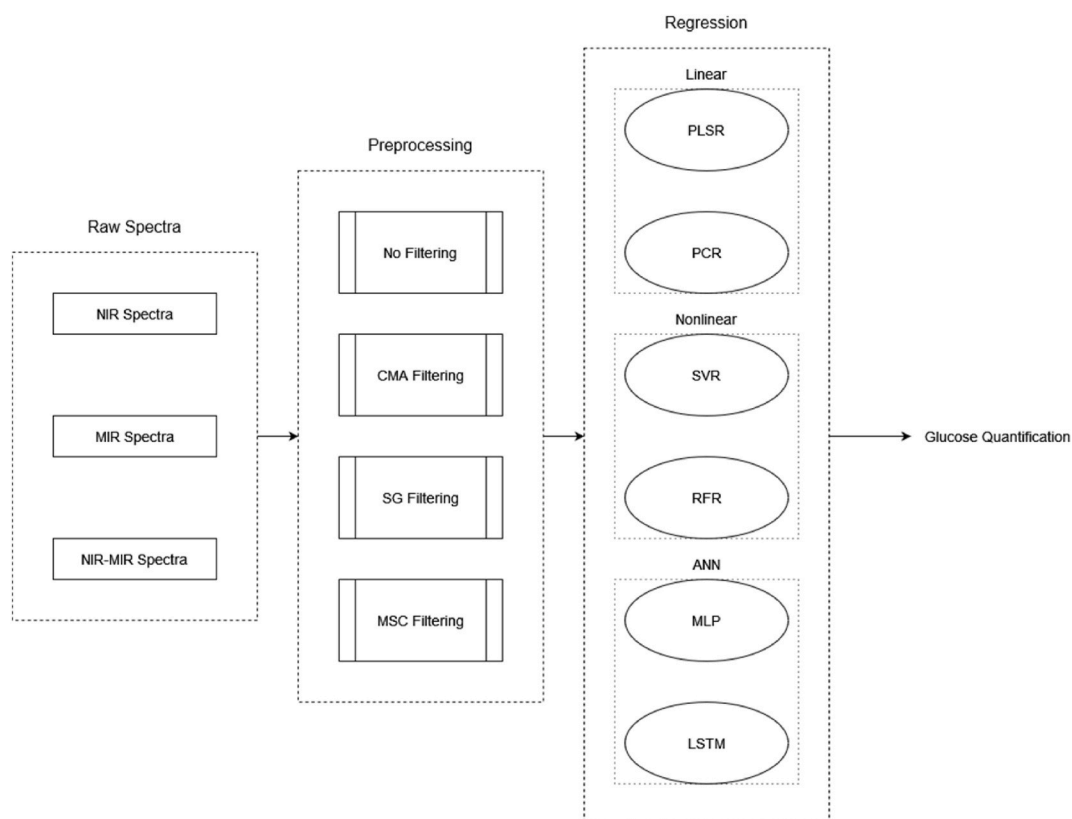 Raw Spectra
NIR Spectra
MIR Spectra
NIR-MIR Spectra
Preprocessing
No Filtering
CMA Filtering
SG Filtering
MSC Filtering
Regression
Linear
PLSR
PCR
Nonlinear
SVR
RFR
ANN
MLP
LSTM
Glucose Quantification